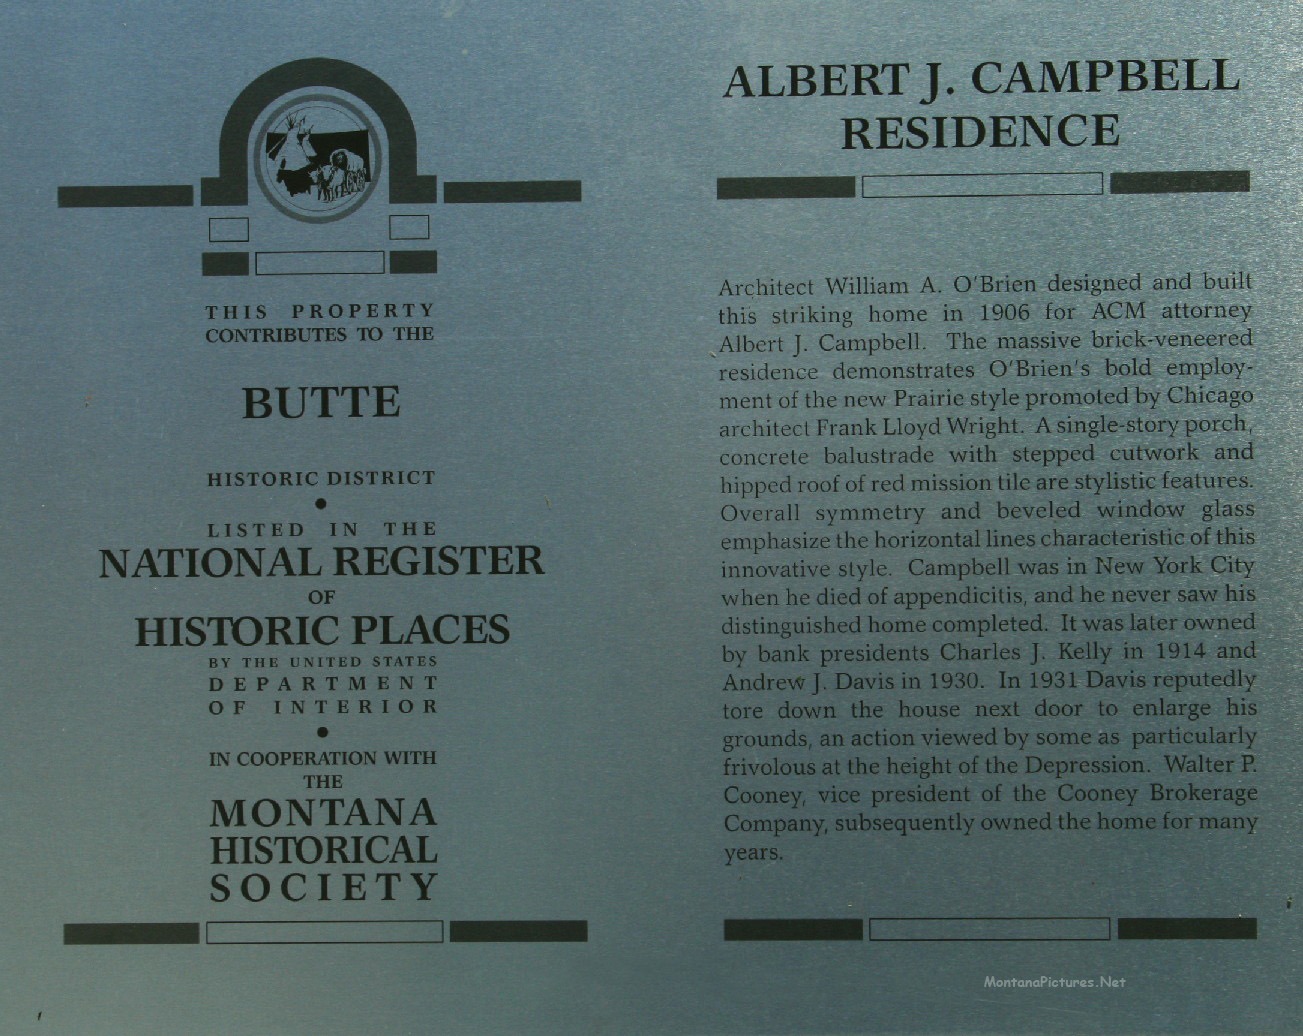 THIS PROPERTY
CONTRIBUTES TO THE
BUTTE
HISTORIC DISTRICT
LISTED IN THE
NATIONAL REGISTER
OF
HISTORIC PLACES
BY THE UNITED STATES
DEPARTMENT
OF INTERIOR
IN COOPERATION WITH
THE
MONTANA
HISTORICAL
SOCIETY
ALBERT J. CAMPBELL
RESIDENCE
Architect William A. O'Brien designed and built
this striking home in 1906 for ACM attorney
Albert J. Campbell. The massive brick-veneered
residence demonstrates O'Brien's bold employ-
ment of the new Prairie style promoted by Chicago
architect Frank Lloyd Wright. A single-story porch,
concrete balustrade with stepped cutwork and
hipped roof of red mission tile are stylistic features.
Overall symmetry and beveled window glass
emphasize the horizontal lines characteristic of this
innovative style. Campbell was in New York City
when he died of appendicitis, and he never saw his
distinguished home completed. It was later owned
by bank presidents Charles J. Kelly in 1914 and
Andrew J. Davis in 1930. In 1931 Davis reputedly
tore down the house next door to enlarge his
grounds, an action viewed by some as particularly
frivolous at the height of the Depression. Walter P.
Cooney, vice president of the Cooney Brokerage
Company, subsequently owned the home for many
years.
MontanaPictures.Net